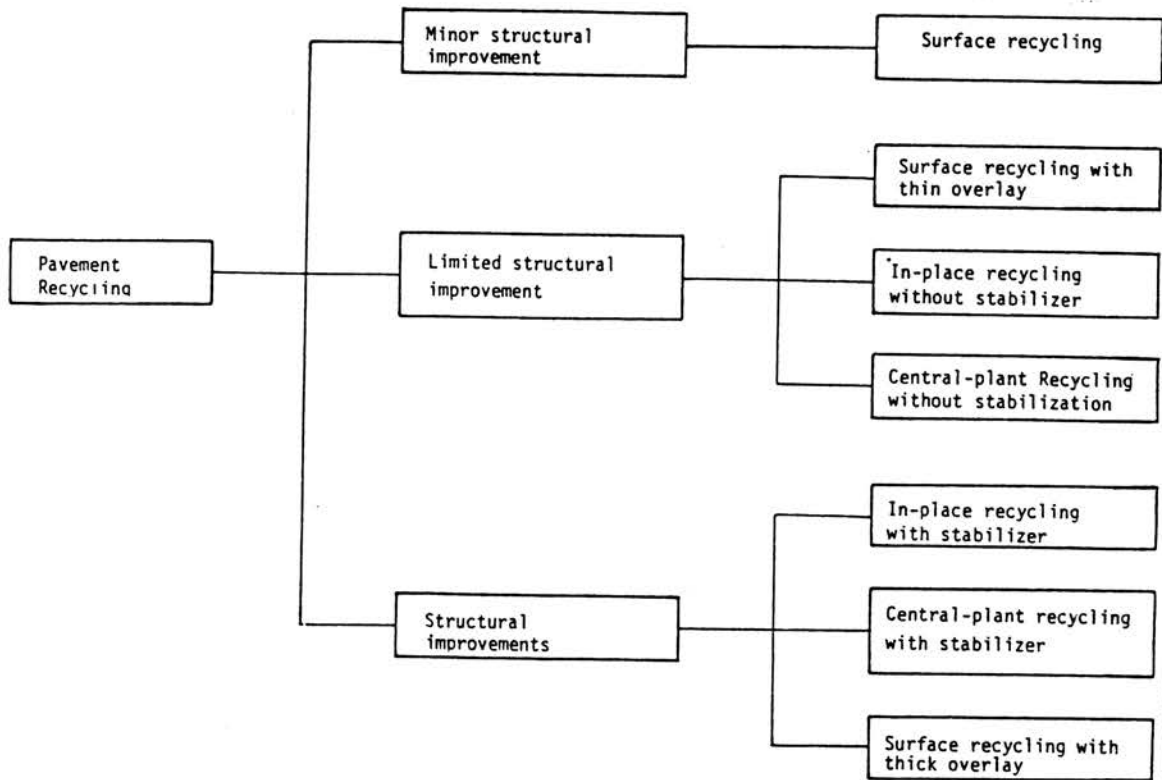 Minor structural
improvement
Surface recycling
Surface recycling with
thin overlay
Pavement
Recycling
Limited structural
improvement
In-place recycling
without stabilizer
Central-plant Recycling
without stabilization
In-place recycling
with stabilizer
Structural
improvements
Central-plant recycling
with stabilizer
Surface recycling with
thick overlay